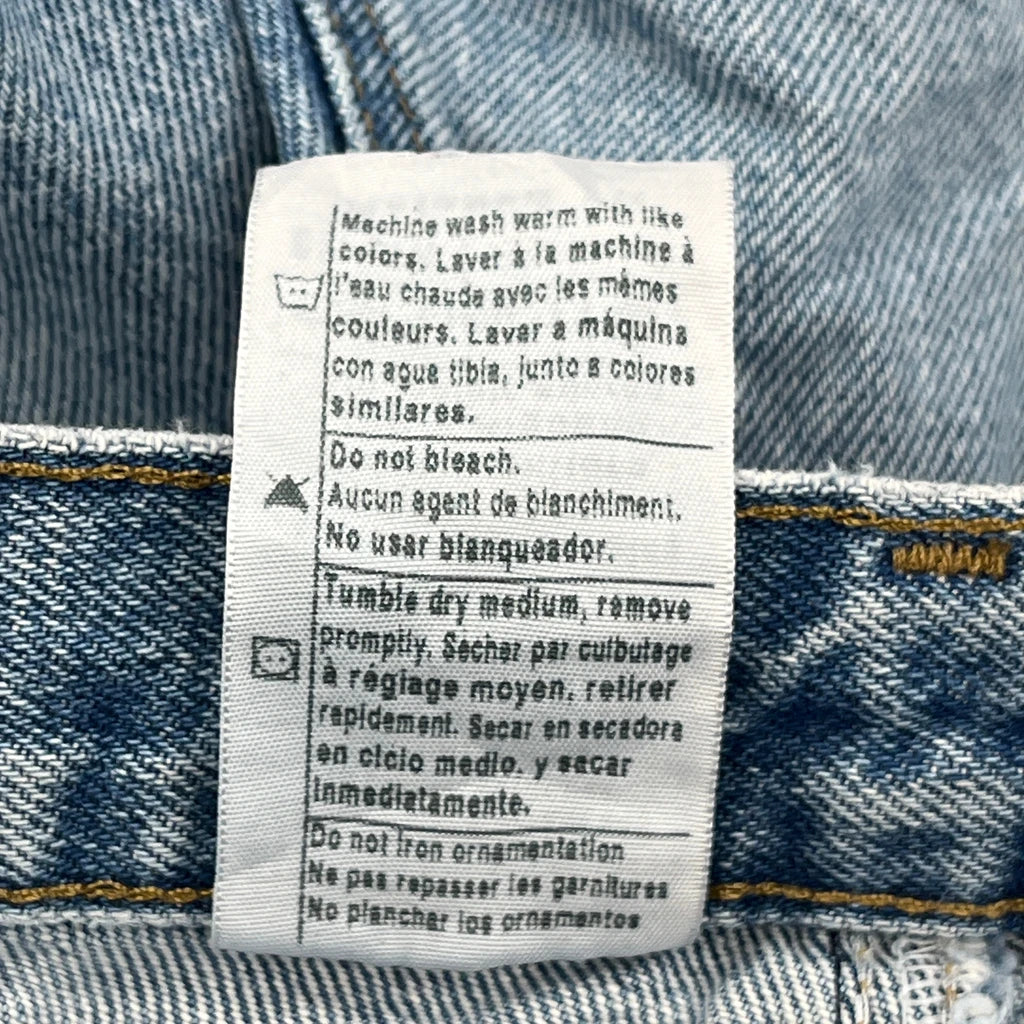 Machine wash warm with like
colors. Laver à la machine à
l'eau chaude avec les mêmes
couleurs. Lavar a máquina
con agua tibia, junto a colores
similares.
Do not bleach.
Aucun agent de blanchiment.
No usar blanqueador.
Tumble dry medium, remove
promptly. Secher par culbutage
à réglage moyen. retirer
rapidement. Secar en secadora
en ciclo medio. y sacar
inmediatamente.
Do not iron ornamentation
Ne pas repasser les garnitures
No planchar los ornamentos